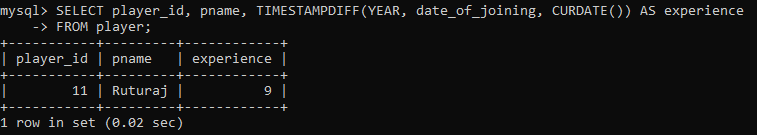 mysql> SELECT player_id, pname, TIMESTAMPDIFF(YEAR, date_of_joining, CURDATE()) AS experience
    -> FROM player;
+-----------+---------+------------+
| player_id | pname   | experience |
+-----------+---------+------------+
|        11 | Ruturaj |          9 |
+-----------+---------+------------+
1 row in set (0.02 sec)